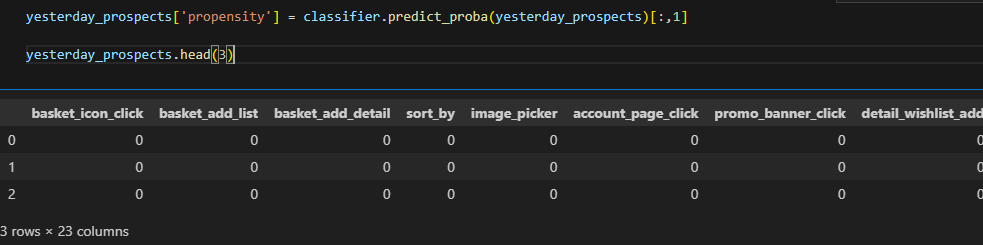 yesterday_prospects['propensity'] = classifier.predict_proba(yesterday_prospects)[:,1]
yesterday_prospects.head(3)
basket_icon_click basket_add_list basket_add_detail sort_by image_picker account_page_click promo_banner_click detail_wishlist_add
0 0 0 0 0 0 0 0 0
1 0 0 0 0 0 0 0 0
2 0 0 0 0 0 0 0 0
3 rows × 23 columns